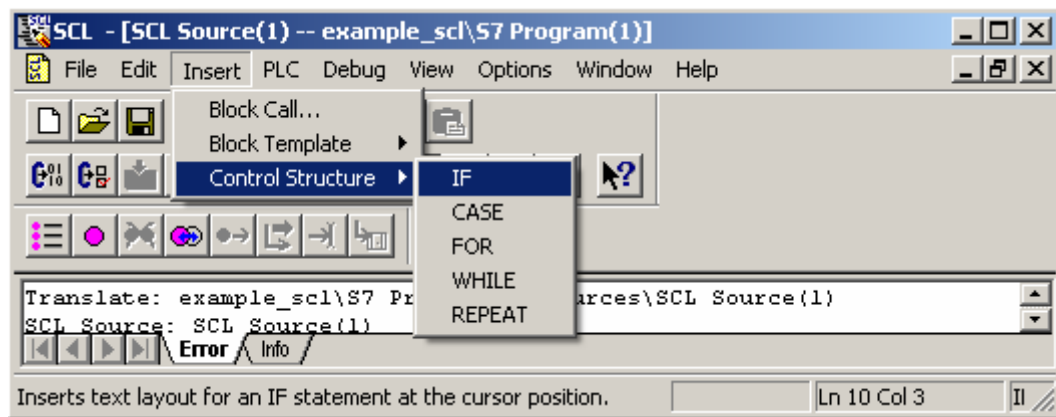 SCL - [SCL Source(1) -- example_scl\S7 Program(1)]
File Edit Insert PLC Debug View Options Window Help
Block Call...
Block Template
Control Structure
IF
CASE
FOR
WHILE
REPEAT
Translate: example_scl\S7 Pr urces\SCL Source(1)
SCL Source: SCL Source(1)
Error Info
Inserts text layout for an IF statement at the cursor position. Ln 10 Col 3